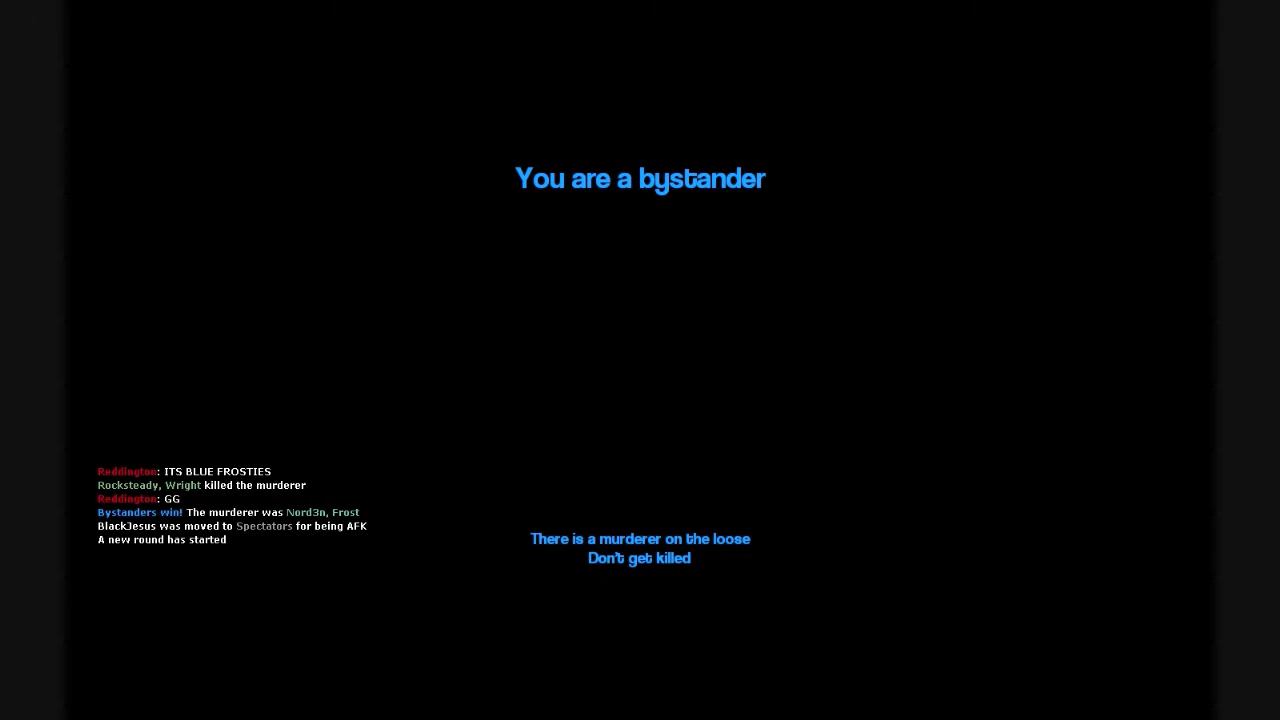 You are a bystander
Reddington: ITS BLUE FROSTIES
Rocksteady, Wright killed the murderer
Reddington: GG
Bystanders win! The murderer was Nord3n, Frost
BlackJesus was moved to Spectators for being AFK
A new round has started
There is a murderer on the loose
Don't get killed